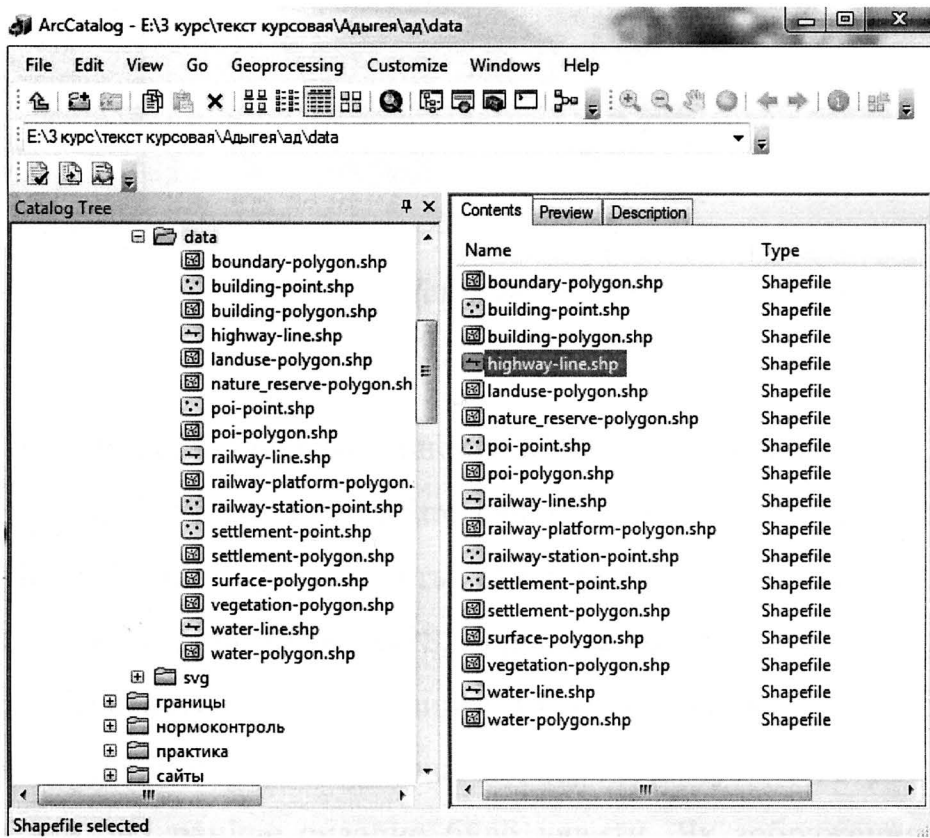 ArcCatalog - E:\3 курс\текст курсовая\Адыгея\ад\data
File Edit View Go Geoprocessing Customize Windows Help
E:\3 курс\текст курсовая\Адыгея\ад\data
Catalog Tree
data
boundary-polygon.shp
building-point.shp
building-polygon.shp
highway-line.shp
landuse-polygon.shp
nature_reserve-polygon.sh
poi-point.shp
poi-polygon.shp
railway-line.shp
railway-platform-polygon.
railway-station-point.shp
settlement-point.shp
settlement-polygon.shp
surface-polygon.shp
vegetation-polygon.shp
water-line.shp
water-polygon.shp
svg
границы
нормоконтроль
практика
сайты
Contents Preview Description
Name Type
boundary-polygon.shp Shapefile
building-point.shp Shapefile
building-polygon.shp Shapefile
highway-line.shp Shapefile
landuse-polygon.shp Shapefile
nature_reserve-polygon.shp Shapefile
poi-point.shp Shapefile
poi-polygon.shp Shapefile
railway-line.shp Shapefile
railway-platform-polygon.shp Shapefile
railway-station-point.shp Shapefile
settlement-point.shp Shapefile
settlement-polygon.shp Shapefile
surface-polygon.shp Shapefile
vegetation-polygon.shp Shapefile
water-line.shp Shapefile
water-polygon.shp Shapefile
Shapefile selected